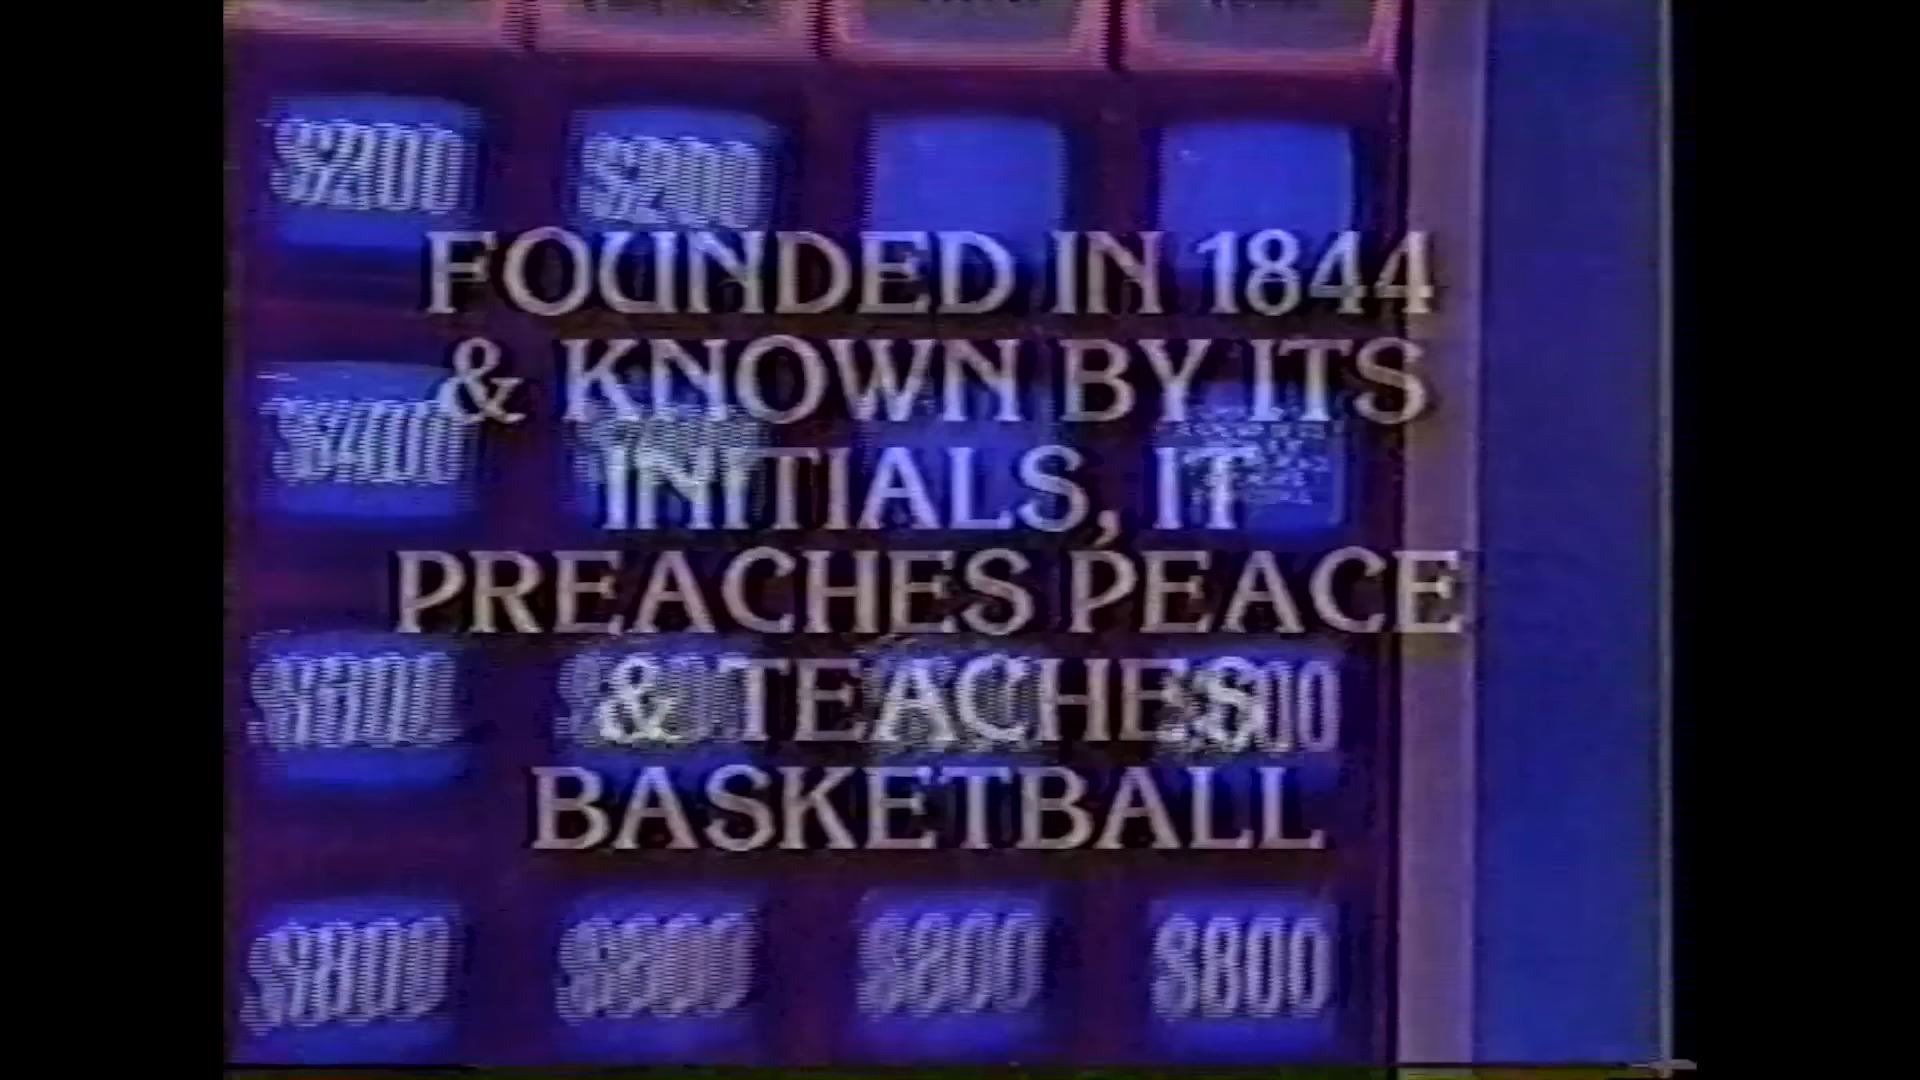 $200 $200
FOUNDED IN 1844
& KNOWN BY ITS
$400
INITIALS, IT
PREACHES PEACE
& TEACHES
BASKETBALL
$800 $800 $800 $800